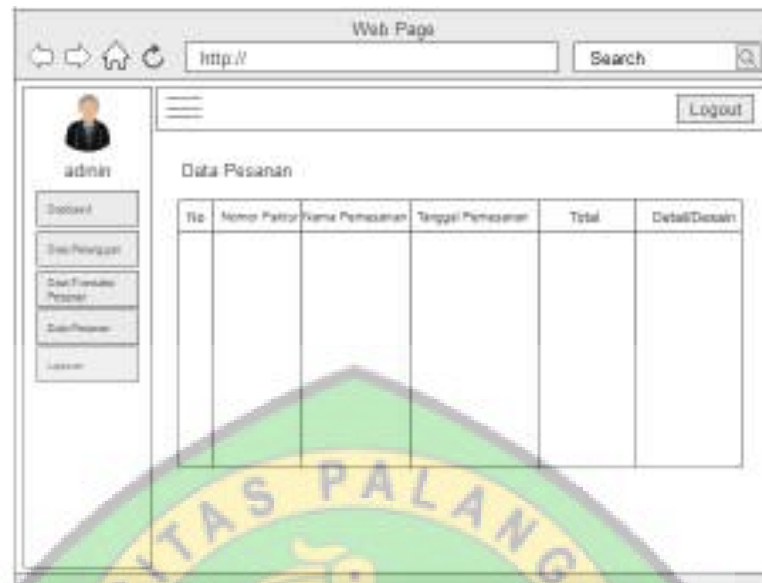 Web Page
http://
Search
Logout
admin
Data Pesanan
Dashboard
Data Pelanggan
Data Pesanan
Laporan
No Nomor Faktur Nama Pemesanan Tanggal Pemesanan Total Detail/Desain
ITAS PALANG